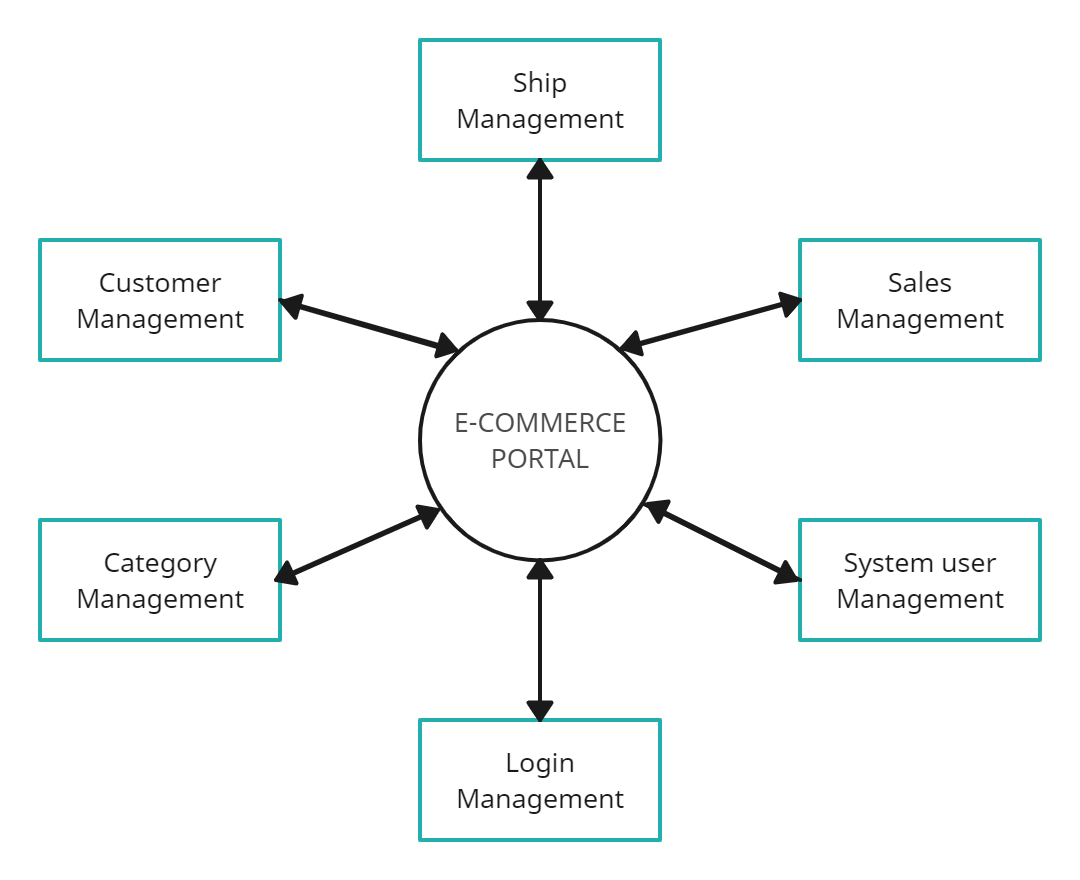 Ship
Management
Customer
Management
Sales
Management
E-COMMERCE
PORTAL
Category
Management
System user
Management
Login
Management